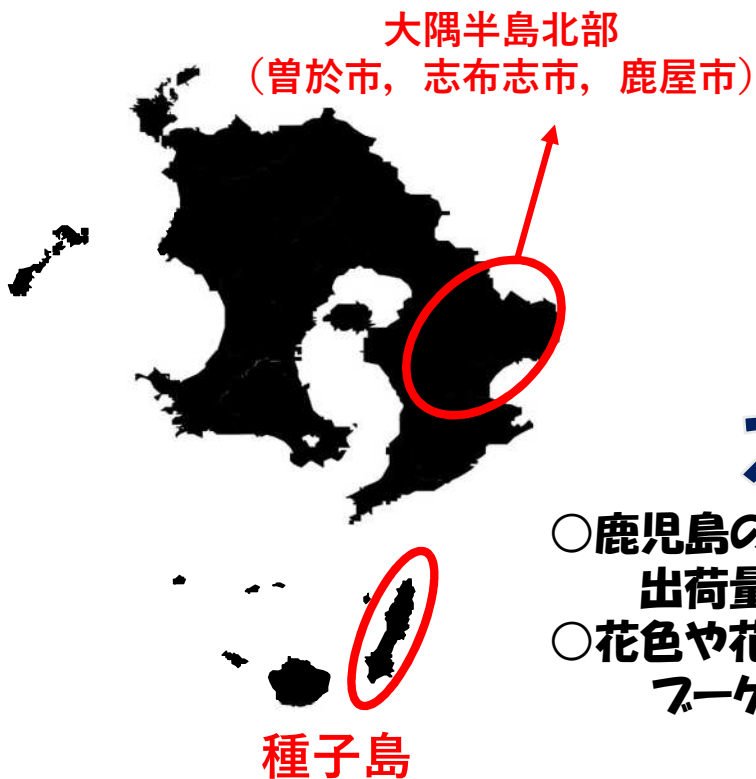 大隅半島北部
（曽於市，志布志市，鹿屋市）
○鹿児島の
出荷量
○花色や花
ブーケ
種子島